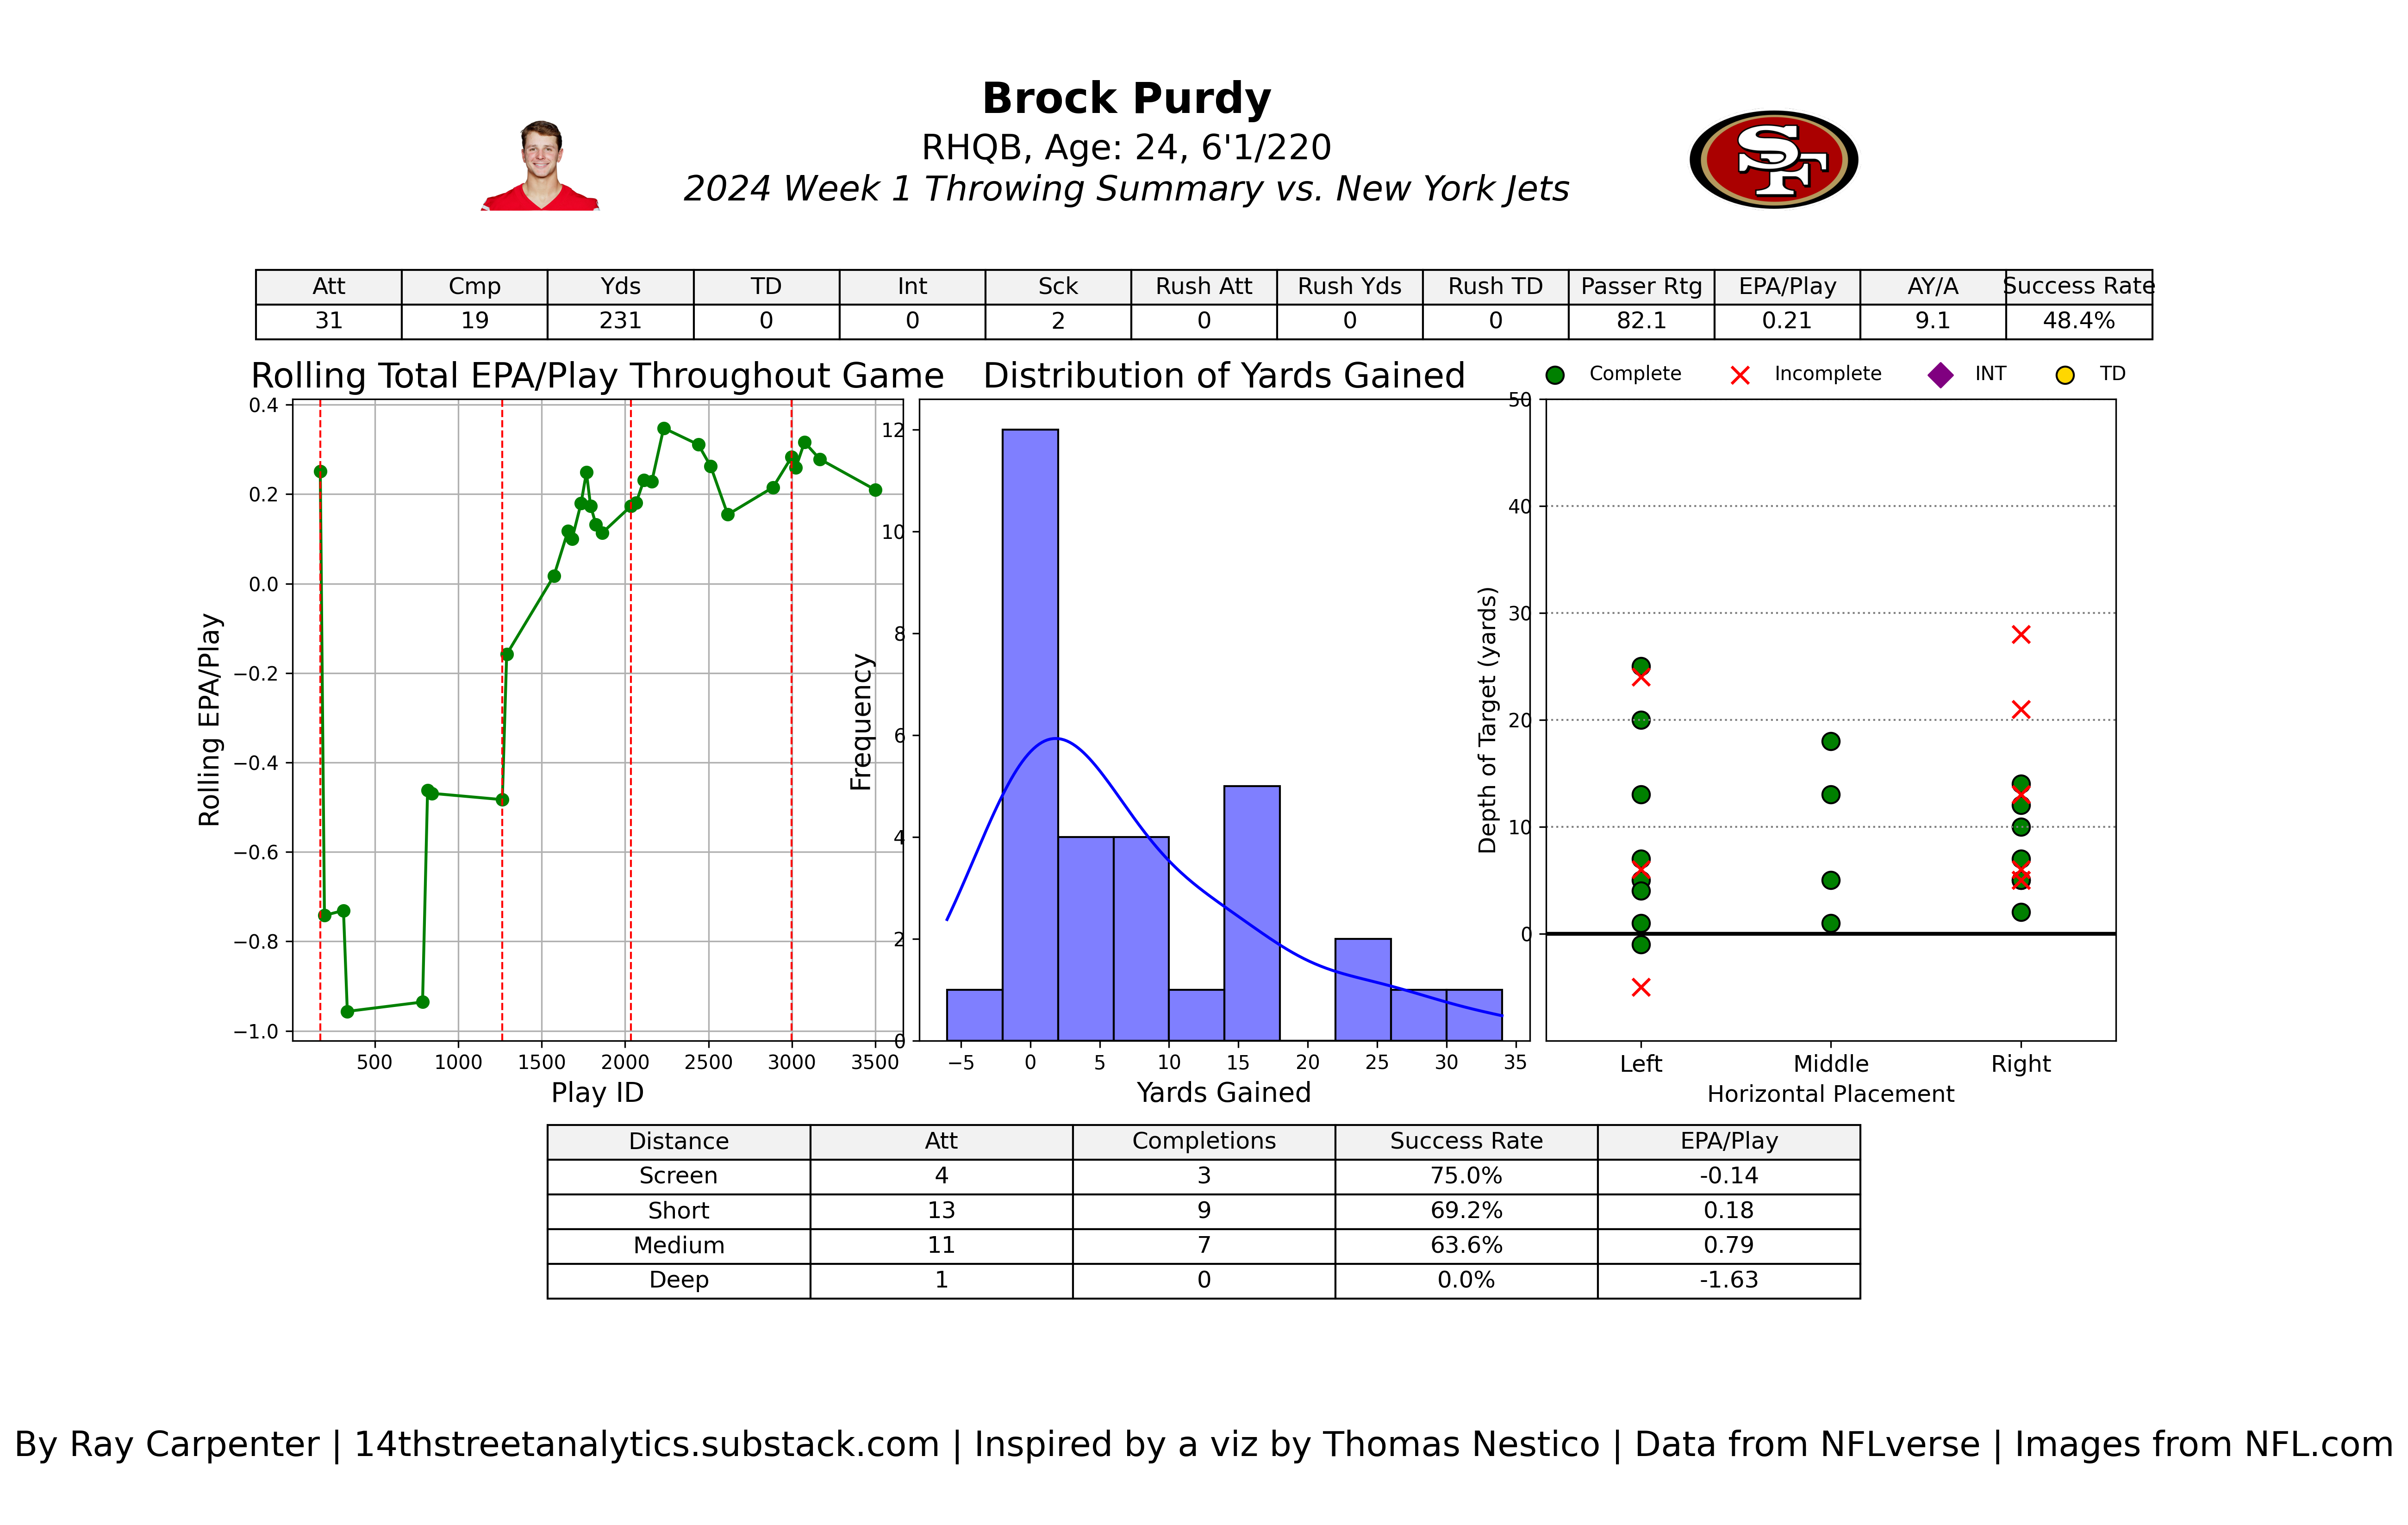 Brock Purdy
RHQB, Age: 24, 6'1/220
2024 Week 1 Throwing Summary vs. New York Jets
SF
Att Cmp Yds TD Int Sck Rush Att Rush Yds Rush TD Passer Rtg EPA/Play AY/A Success Rate
31 19 231 0 0 2 0 0 0 82.1 0.21 9.1 48.4%
Rolling Total EPA/Play Throughout Game
0.4
0.2
0.0
−0.2
−0.4
−0.6
−0.8
−1.0
Rolling EPA/Play
500 1000 1500 2000 2500 3000 3500
Play ID
Distribution of Yards Gained
12
10
8
6
4
2
0
Frequency
−5 0 5 10 15 20 25 30 35
Yards Gained
Complete Incomplete INT TD
50
40
30
20
10
0
Depth of Target (yards)
Left Middle Right
Horizontal Placement
Distance Att Completions Success Rate EPA/Play
Screen 4 3 75.0% -0.14
Short 13 9 69.2% 0.18
Medium 11 7 63.6% 0.79
Deep 1 0 0.0% -1.63
By Ray Carpenter | 14thstreetanalytics.substack.com | Inspired by a viz by Thomas Nestico | Data from NFLverse | Images from NFL.com